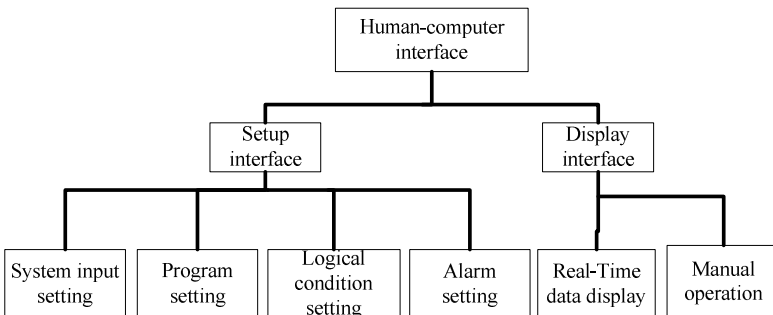 Human-computer
interface
Setup
interface
Display
interface
System input
setting
Program
setting
Logical
condition
setting
Alarm
setting
Real-Time
data display
Manual
operation